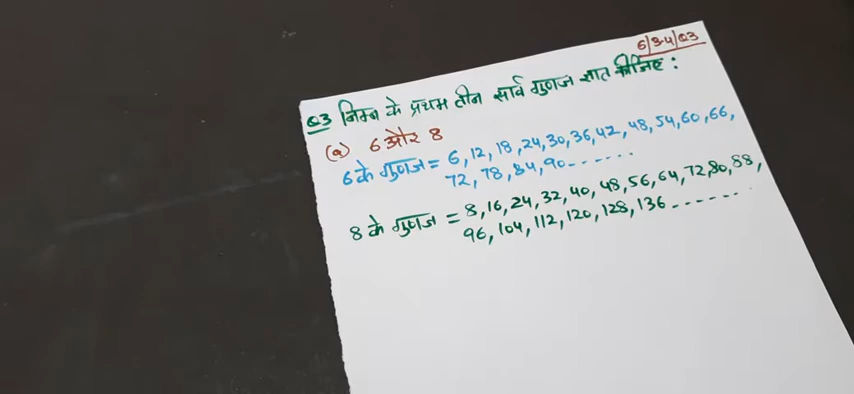 6/3.4/Q3
Q3 निम्न के प्रथम तीन सार्व गुणज ज्ञात कीजिए :
(a) 6 और 8
6 के गुणज = 6, 12, 18, 24, 30, 36, 42, 48, 54, 60, 66,
72, 78, 84, 90 - - - - - -
8 के गुणज = 8, 16, 24, 32, 40, 48, 56, 64, 72, 80, 88,
96, 104, 112, 120, 128, 136 - - - - - - -